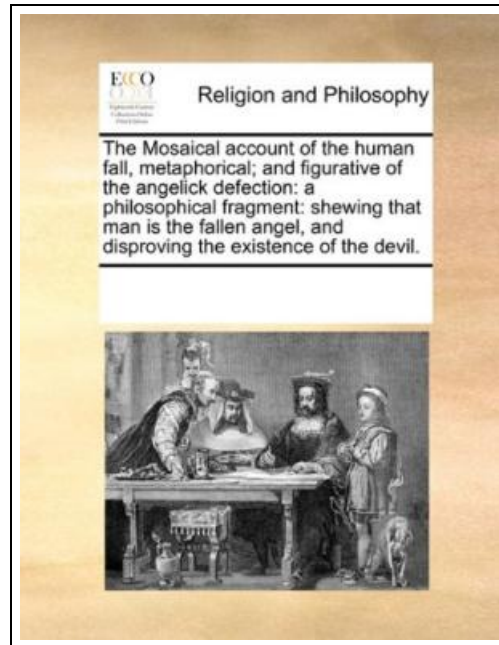 ECCO
Religion and Philosophy
The Mosaical account of the human
fall, metaphorical; and figurative of
the angelick defection: a
philosophical fragment: shewing that
man is the fallen angel, and
disproving the existence of the devil.